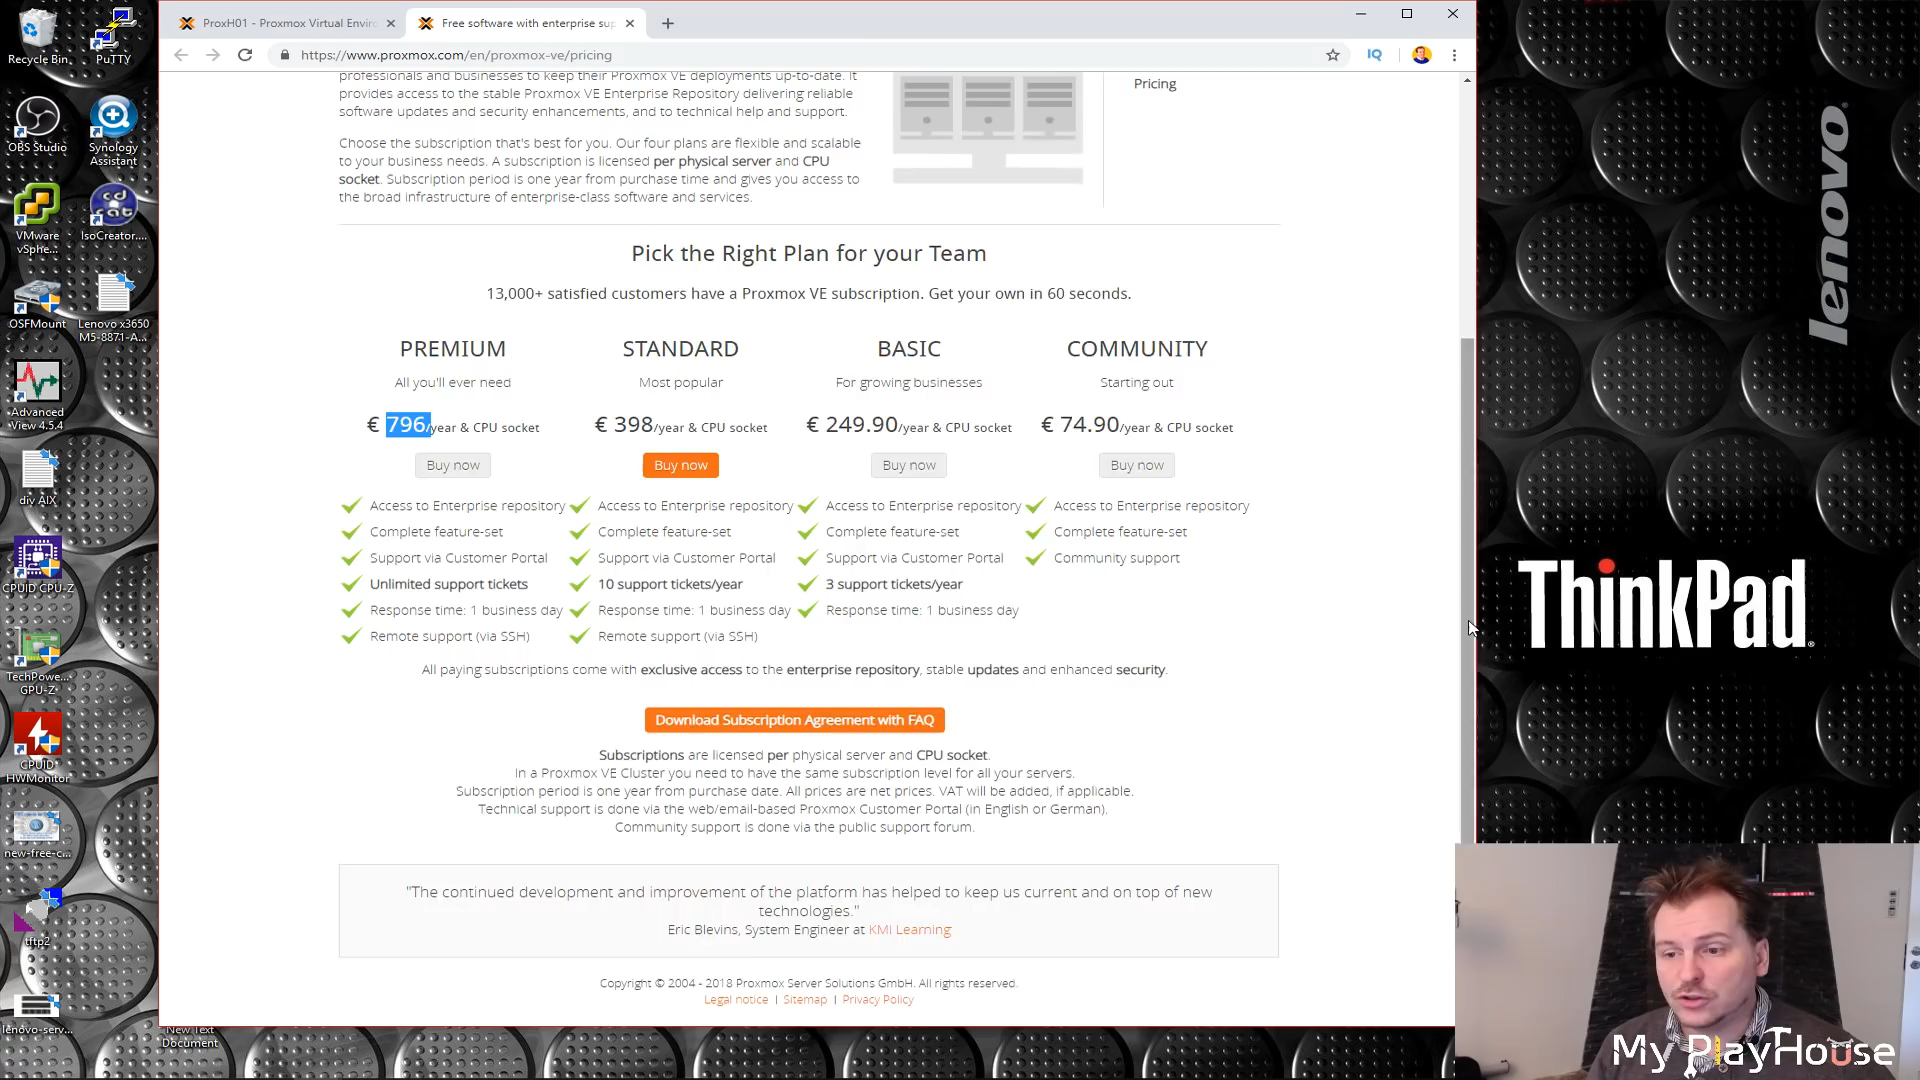 ProxH01 - Proxmox Virtual Enviro
Free software with enterprise sup
https://www.proxmox.com/en/proxmox-ve/pricing
IQ
Recycle Bin
PuTTY
OBS Studio
Synology Assistant
VMware vSphe...
IsoCreator....
OSFMount
Lenovo x3650 M5-8871-A...
Advanced View 4.5.4
div AIX
CPUID CPU-Z
TechPowe... GPU-Z
CPUID HWMonitor
new-free-c...
tftp2
lenovo-serv...
New Text Document
professionals and businesses to keep their Proxmox VE deployments up-to-date. It
provides access to the stable Proxmox VE Enterprise Repository delivering reliable
software updates and security enhancements, and to technical help and support.
Choose the subscription that's best for you. Our four plans are flexible and scalable
to your business needs. A subscription is licensed per physical server and CPU
socket. Subscription period is one year from purchase time and gives you access to
the broad infrastructure of enterprise-class software and services.
Pricing
Pick the Right Plan for your Team
13,000+ satisfied customers have a Proxmox VE subscription. Get your own in 60 seconds.
PREMIUM
All you'll ever need
€ 796/year & CPU socket
Buy now
Access to Enterprise repository
Complete feature-set
Support via Customer Portal
Unlimited support tickets
Response time: 1 business day
Remote support (via SSH)
STANDARD
Most popular
€ 398/year & CPU socket
Buy now
Access to Enterprise repository
Complete feature-set
Support via Customer Portal
10 support tickets/year
Response time: 1 business day
Remote support (via SSH)
BASIC
For growing businesses
€ 249.90/year & CPU socket
Buy now
Access to Enterprise repository
Complete feature-set
Support via Customer Portal
3 support tickets/year
Response time: 1 business day
COMMUNITY
Starting out
€ 74.90/year & CPU socket
Buy now
Access to Enterprise repository
Complete feature-set
Community support
All paying subscriptions come with exclusive access to the enterprise repository, stable updates and enhanced security.
Download Subscription Agreement with FAQ
Subscriptions are licensed per physical server and CPU socket.
In a Proxmox VE Cluster you need to have the same subscription level for all your servers.
Subscription period is one year from purchase date. All prices are net prices. VAT will be added, if applicable.
Technical support is done via the web/email-based Proxmox Customer Portal (in English or German).
Community support is done via the public support forum.
"The continued development and improvement of the platform has helped to keep us current and on top of new
technologies."
Eric Blevins, System Engineer at KMI Learning
Copyright © 2004 - 2018 Proxmox Server Solutions GmbH. All rights reserved.
Legal notice | Sitemap | Privacy Policy
lenovo
ThinkPad
My PlayHouse